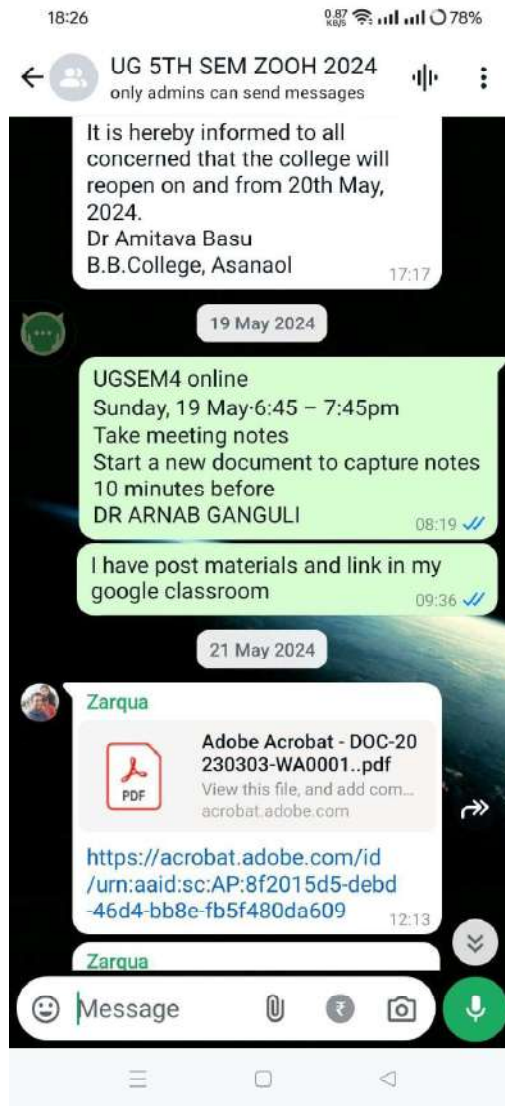 18:26
0.87
KB/S
78%
UG 5TH SEM ZOOH 2024
only admins can send messages
It is hereby informed to all
concerned that the college will
reopen on and from 20th May,
2024.
Dr Amitava Basu
B.B.College, Asanaol
17:17
19 May 2024
UGSEM4 online
Sunday, 19 May·6:45 – 7:45pm
Take meeting notes
Start a new document to capture notes
10 minutes before
DR ARNAB GANGULI
08:19
I have post materials and link in my
google classroom
09:36
21 May 2024
Zarqua
PDF
Adobe Acrobat - DOC-20
230303-WA0001..pdf
View this file, and add com...
acrobat.adobe.com
https://acrobat.adobe.com/id
/urn:aaid:sc:AP:8f2015d5-debd
-46d4-bb8e-fb5f480da609
12:13
Zarqua
Message
₹